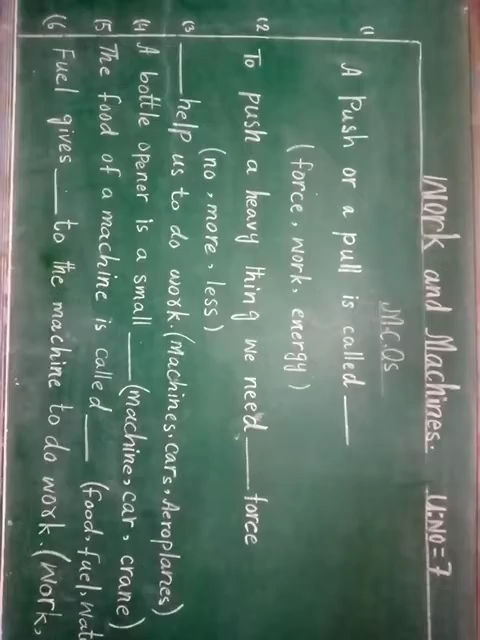 Work and Machines. U.No=7
M.C.Qs
(1 A Push or a pull is called ___
(force, work, energy)
(2 To push a heavy thing we need ___ force
(no, more, less)
(3 ___ help us to do work. (Machines, cars, Aeroplanes)
(4 A bottle opener is a small ___ (machine, car, crane)
(5 The food of a machine is called ___ (food, fuel, wat
(6 Fuel gives ___ to the machine to do work. (Work,